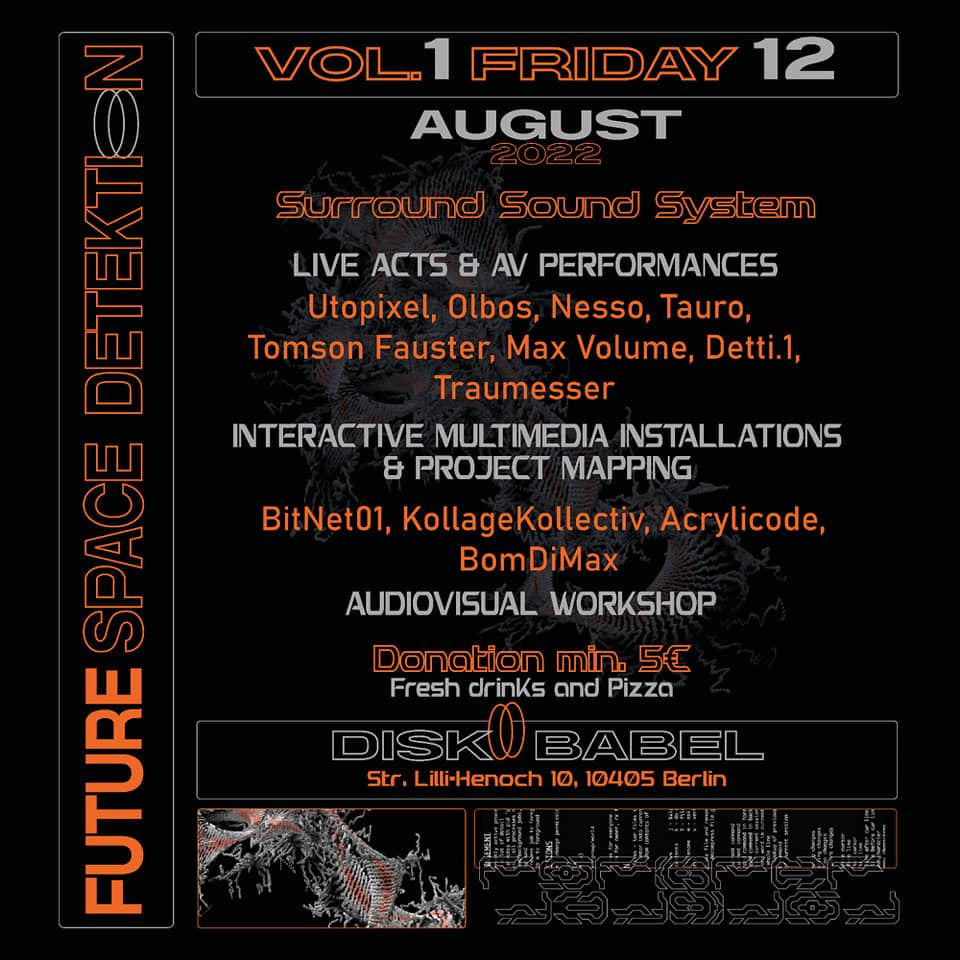 FUTURE SPACE DETEKTION
VOL.1 FRIDAY 12
AUGUST
2022
Surround Sound System
LIVE ACTS & AV PERFORMANCES
Utopixel, Olbos, Nesso, Tauro,
Tomson Fauster, Max Volume, Detti.1,
Traumesser
INTERACTIVE MULTIMEDIA INSTALLATIONS
& PROJECT MAPPING
BitNet01, KollageKollectiv, Acrylicode,
BomDiMax
AUDIOVISUAL WORKSHOP
Donation min. 5€
Fresh drinks and Pizza
DISKO BABEL
Str. Lilli-Henoch 10, 10405 Berlin